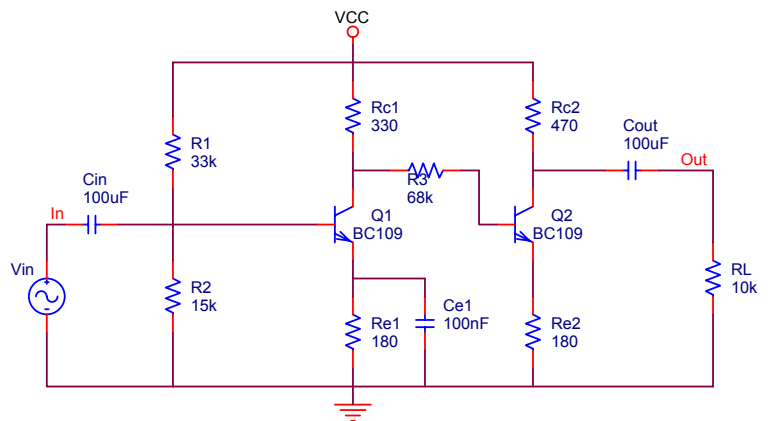 VCC
Rc1
330
Rc2
470
R1
33k
Cout
100uF
Out
R3
68k
Cin
100uF
In
Q1
BC109
Q2
BC109
Vin
R2
15k
RL
10k
Ce1
100nF
Re1
180
Re2
180